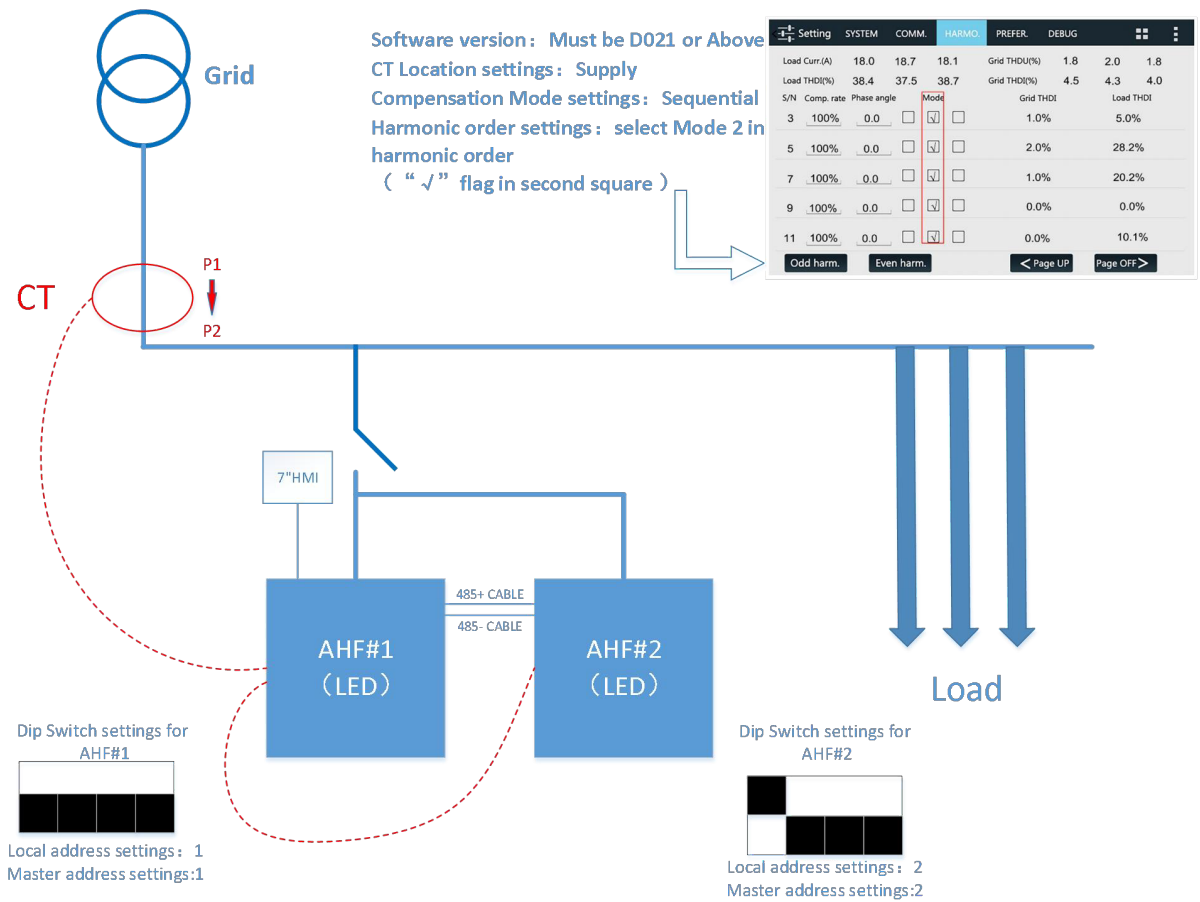 Grid
Software version：Must be D021 or Above
CT Location settings：Supply
Compensation Mode settings：Sequential
Harmonic order settings：select Mode 2 in
harmonic order
（“√”flag in second square）
Setting SYSTEM COMM. HARMO. PREFER. DEBUG
Load Curr.(A) 18.0 18.7 18.1 Grid THDU(%) 1.8 2.0 1.8
Load THDI(%) 38.4 37.5 38.7 Grid THDI(%) 4.5 4.3 4.0
S/N Comp. rate Phase angle Mode Grid THDI Load THDI
3 100% 0.0 √ 1.0% 5.0%
5 100% 0.0 √ 2.0% 28.2%
7 100% 0.0 √ 1.0% 20.2%
9 100% 0.0 √ 0.0% 0.0%
11 100% 0.0 √ 0.0% 10.1%
Odd harm. Even harm. < Page UP Page OFF >
CT
P1
P2
7"HMI
485+ CABLE
485- CABLE
AHF#1
（LED）
AHF#2
（LED）
Load
Dip Switch settings for
AHF#1
Local address settings：1
Master address settings:1
Dip Switch settings for
AHF#2
Local address settings：2
Master address settings:2